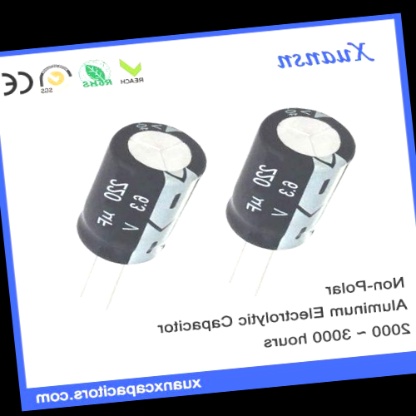 Xuansn
CE SGS RoHS REACH
220 µF
6.3 V
220 µF
6.3 V
Non-Polar
Aluminum Electrolytic Capacitor
2000 ~ 3000 hours
xuanxcapacitors.com